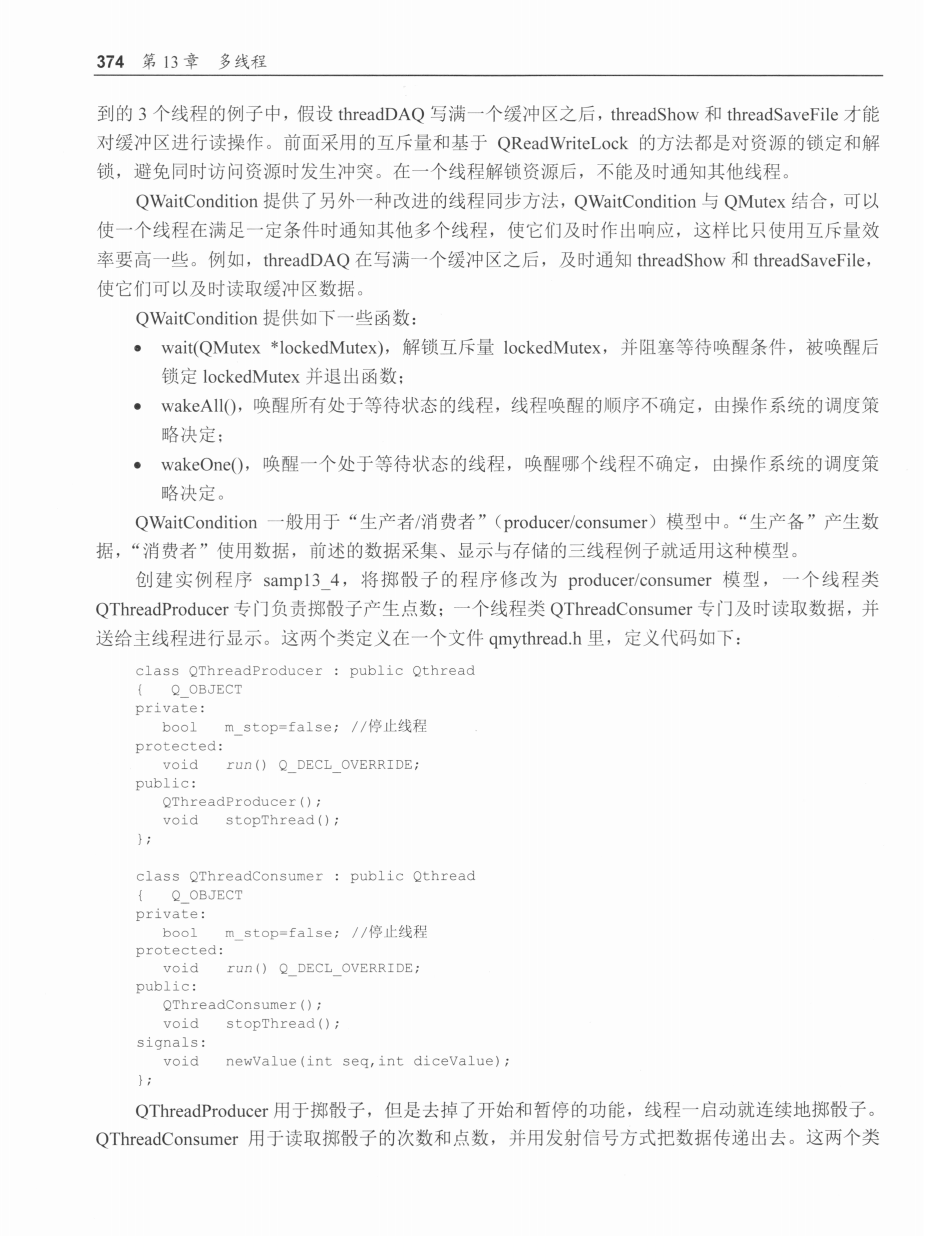 374 第 13 章 多线程
到的 3 个线程的例子中，假设 threadDAQ 写满一个缓冲区之后，threadShow 和 threadSaveFile 才能
对缓冲区进行读操作。前面采用的互斥量和基于 QReadWriteLock 的方法都是对资源的锁定和解
锁，避免同时访问资源时发生冲突。在一个线程解锁资源后，不能及时通知其他线程。
QWaitCondition 提供了另外一种改进的线程同步方法，QWaitCondition 与 QMutex 结合，可以
使一个线程在满足一定条件时通知其他多个线程，使它们及时作出响应，这样比只使用互斥量效
率要高一些。例如，threadDAQ 在写满一个缓冲区之后，及时通知 threadShow 和 threadSaveFile，
使它们可以及时读取缓冲区数据。
QWaitCondition 提供如下一些函数：
• wait(QMutex *lockedMutex)，解锁互斥量 lockedMutex，并阻塞等待唤醒条件，被唤醒后
锁定 lockedMutex 并退出函数；
• wakeAll()，唤醒所有处于等待状态的线程，线程唤醒的顺序不确定，由操作系统的调度策
略决定；
• wakeOne()，唤醒一个处于等待状态的线程，唤醒哪个线程不确定，由操作系统的调度策
略决定。
QWaitCondition 一般用于“生产者/消费者”（producer/consumer）模型中。“生产备”产生数
据，“消费者”使用数据，前述的数据采集、显示与存储的三线程例子就适用这种模型。
创建实例程序 samp13_4，将掷骰子的程序修改为 producer/consumer 模型，一个线程类
QThreadProducer 专门负责掷骰子产生点数；一个线程类 QThreadConsumer 专门及时读取数据，并
送给主线程进行显示。这两个类定义在一个文件 qmythread.h 里，定义代码如下：
class QThreadProducer : public Qthread
{ Q_OBJECT
private:
bool m_stop=false; //停止线程
protected:
void run() Q_DECL_OVERRIDE;
public:
QThreadProducer();
void stopThread();
};
class QThreadConsumer : public Qthread
{ Q_OBJECT
private:
bool m_stop=false; //停止线程
protected:
void run() Q_DECL_OVERRIDE;
public:
QThreadConsumer();
void stopThread();
signals:
void newValue(int seq,int diceValue);
};
QThreadProducer 用于掷骰子，但是去掉了开始和暂停的功能，线程一启动就连续地掷骰子。
QThreadConsumer 用于读取掷骰子的次数和点数，并用发射信号方式把数据传递出去。这两个类